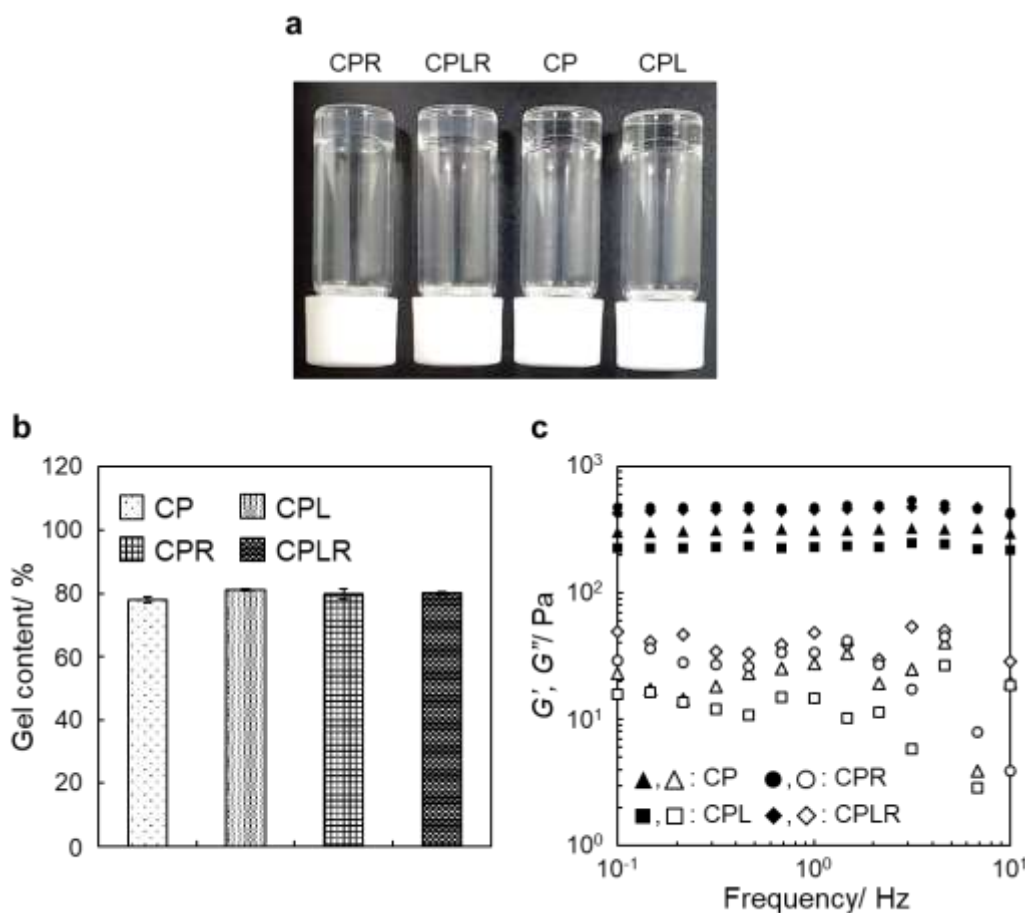 a
CPR CPLR CP CPL
b
120
100
80
60
40
20
0
Gel content/ %
CP CPL
CPR CPLR
c
10³
10²
10¹
10⁰
G', G''/ Pa
▲,△: CP ●,○: CPR
■,□: CPL ◆,◇: CPLR
10⁻¹ 10⁰ 10¹
Frequency/ Hz